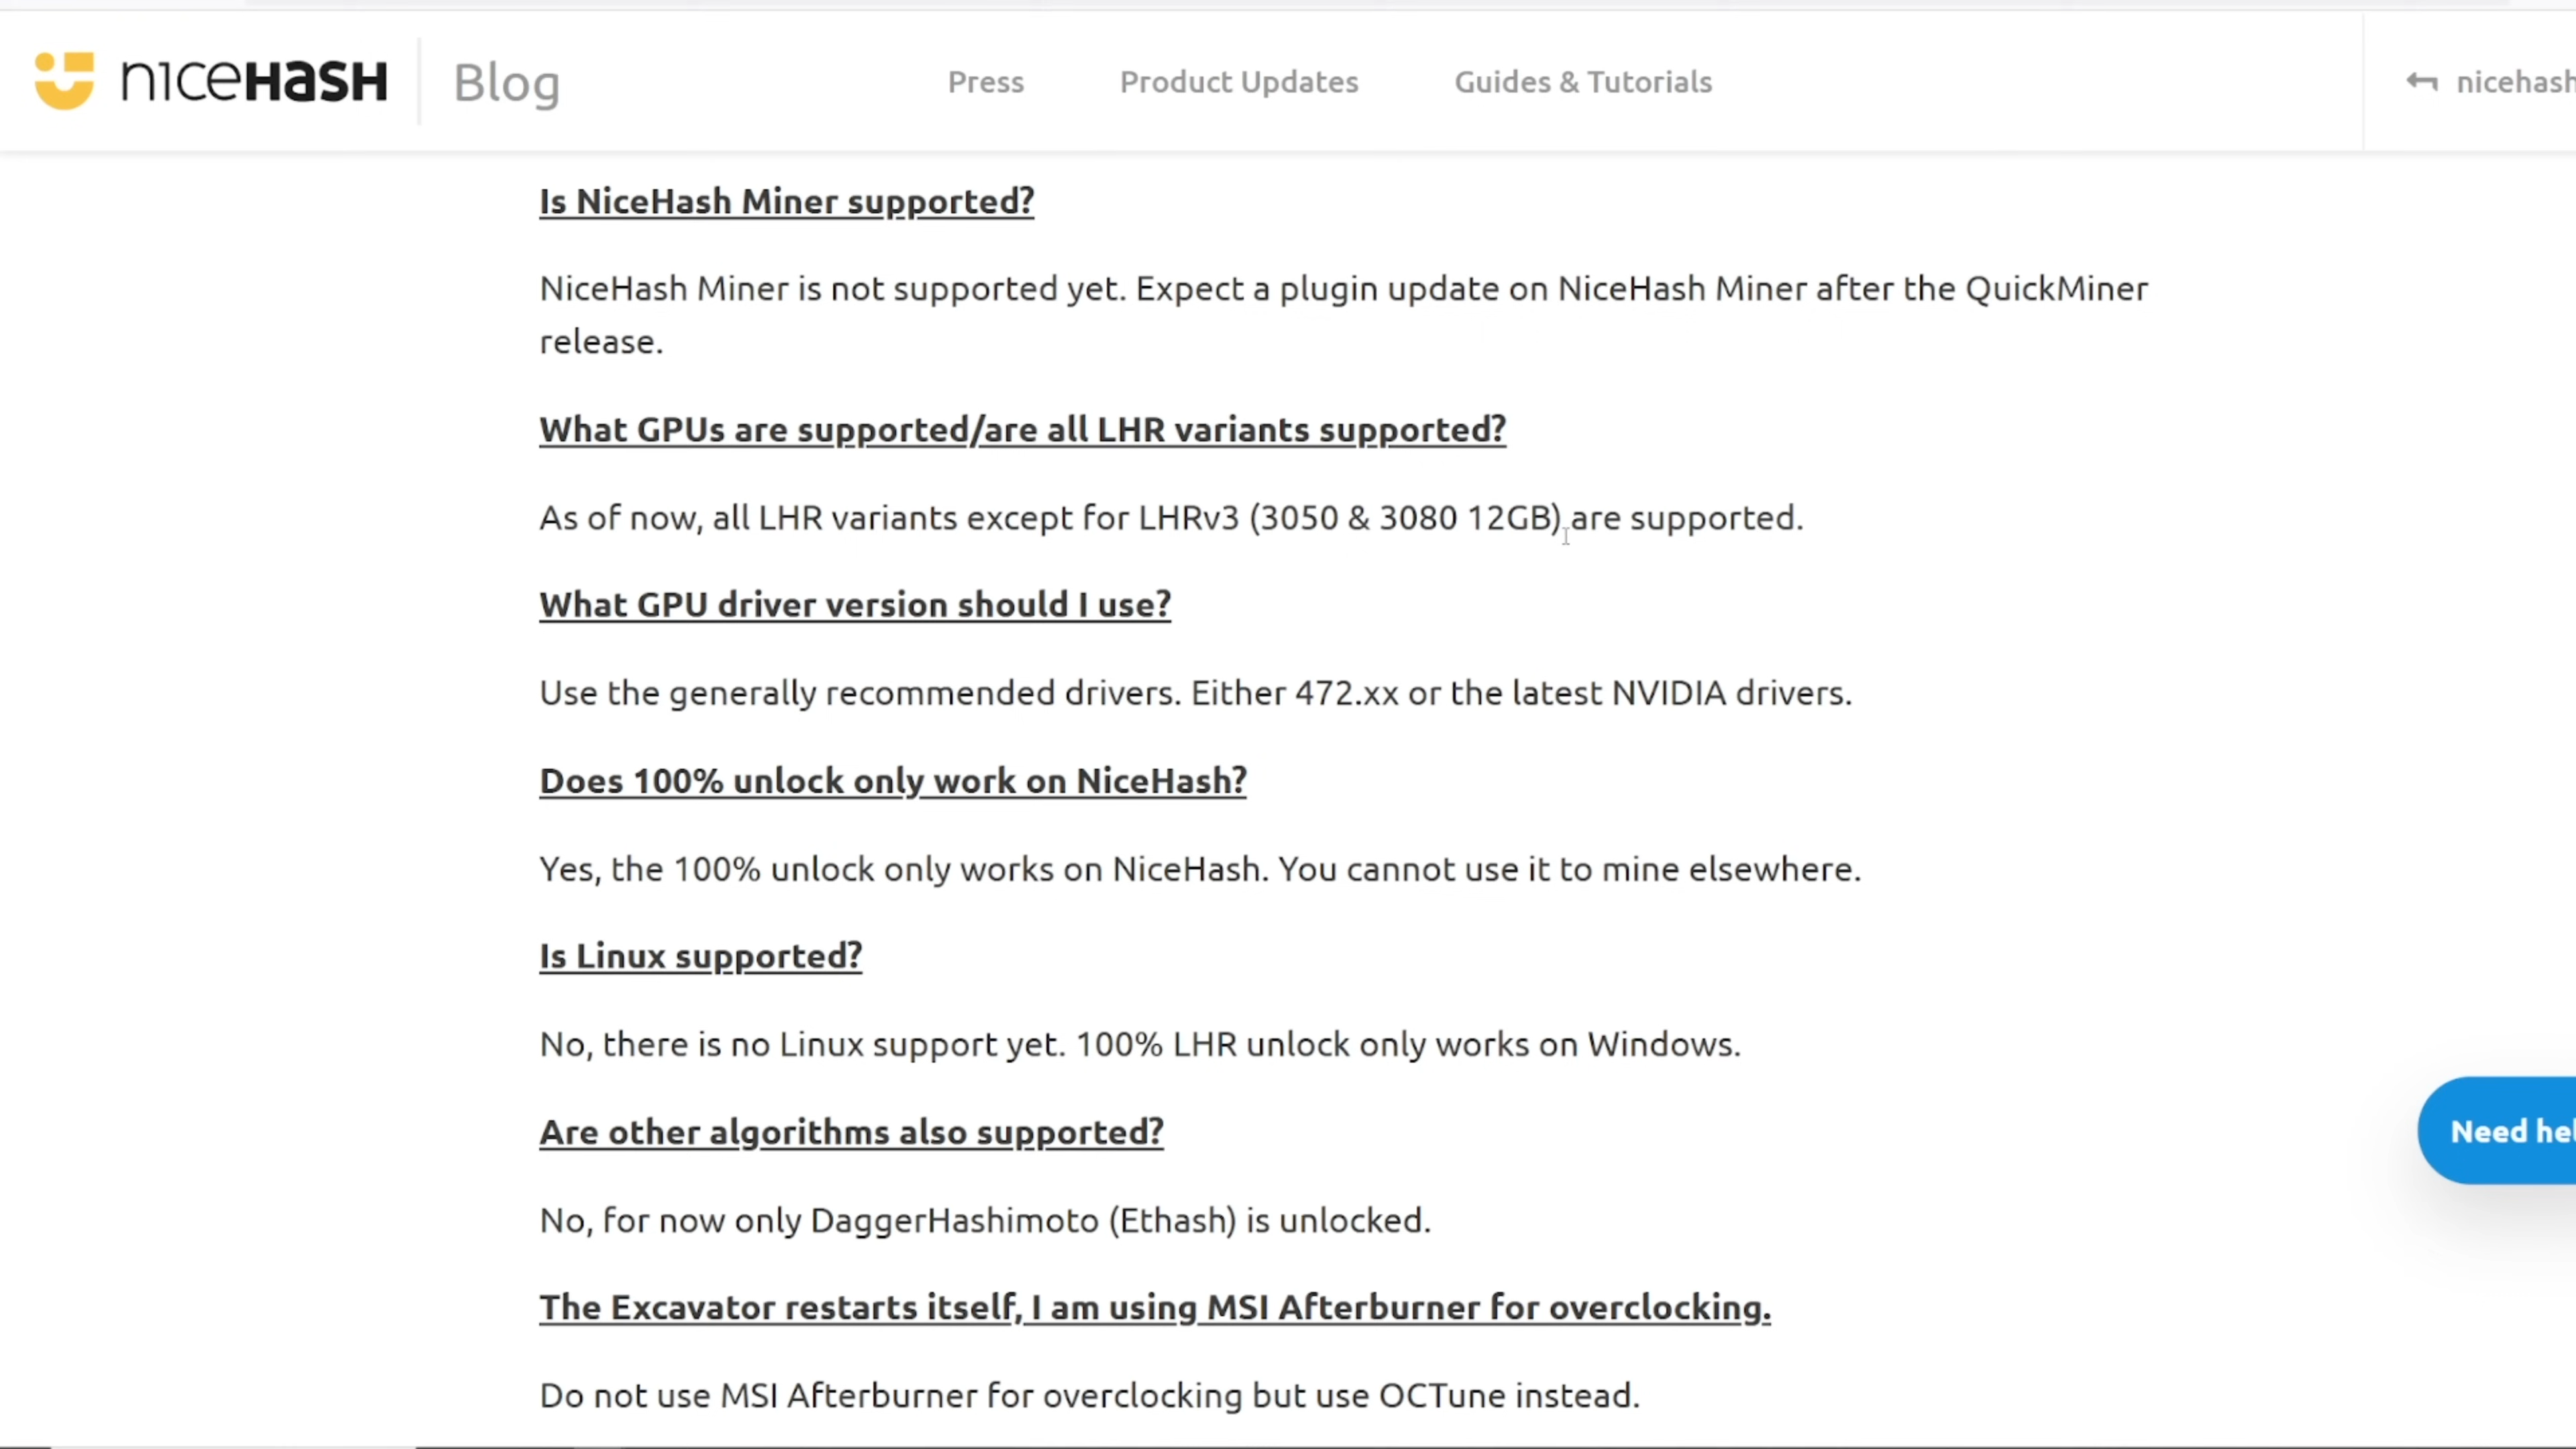 niceHASH
Blog
Press
Product Updates
Guides & Tutorials
nicehash
Is NiceHash Miner supported?
NiceHash Miner is not supported yet. Expect a plugin update on NiceHash Miner after the QuickMiner
release.
What GPUs are supported/are all LHR variants supported?
As of now, all LHR variants except for LHRv3 (3050 & 3080 12GB) are supported.
What GPU driver version should I use?
Use the generally recommended drivers. Either 472.xx or the latest NVIDIA drivers.
Does 100% unlock only work on NiceHash?
Yes, the 100% unlock only works on NiceHash. You cannot use it to mine elsewhere.
Is Linux supported?
No, there is no Linux support yet. 100% LHR unlock only works on Windows.
Are other algorithms also supported?
Need hel
No, for now only DaggerHashimoto (Ethash) is unlocked.
The Excavator restarts itself, I am using MSI Afterburner for overclocking.
Do not use MSI Afterburner for overclocking but use OCTune instead.